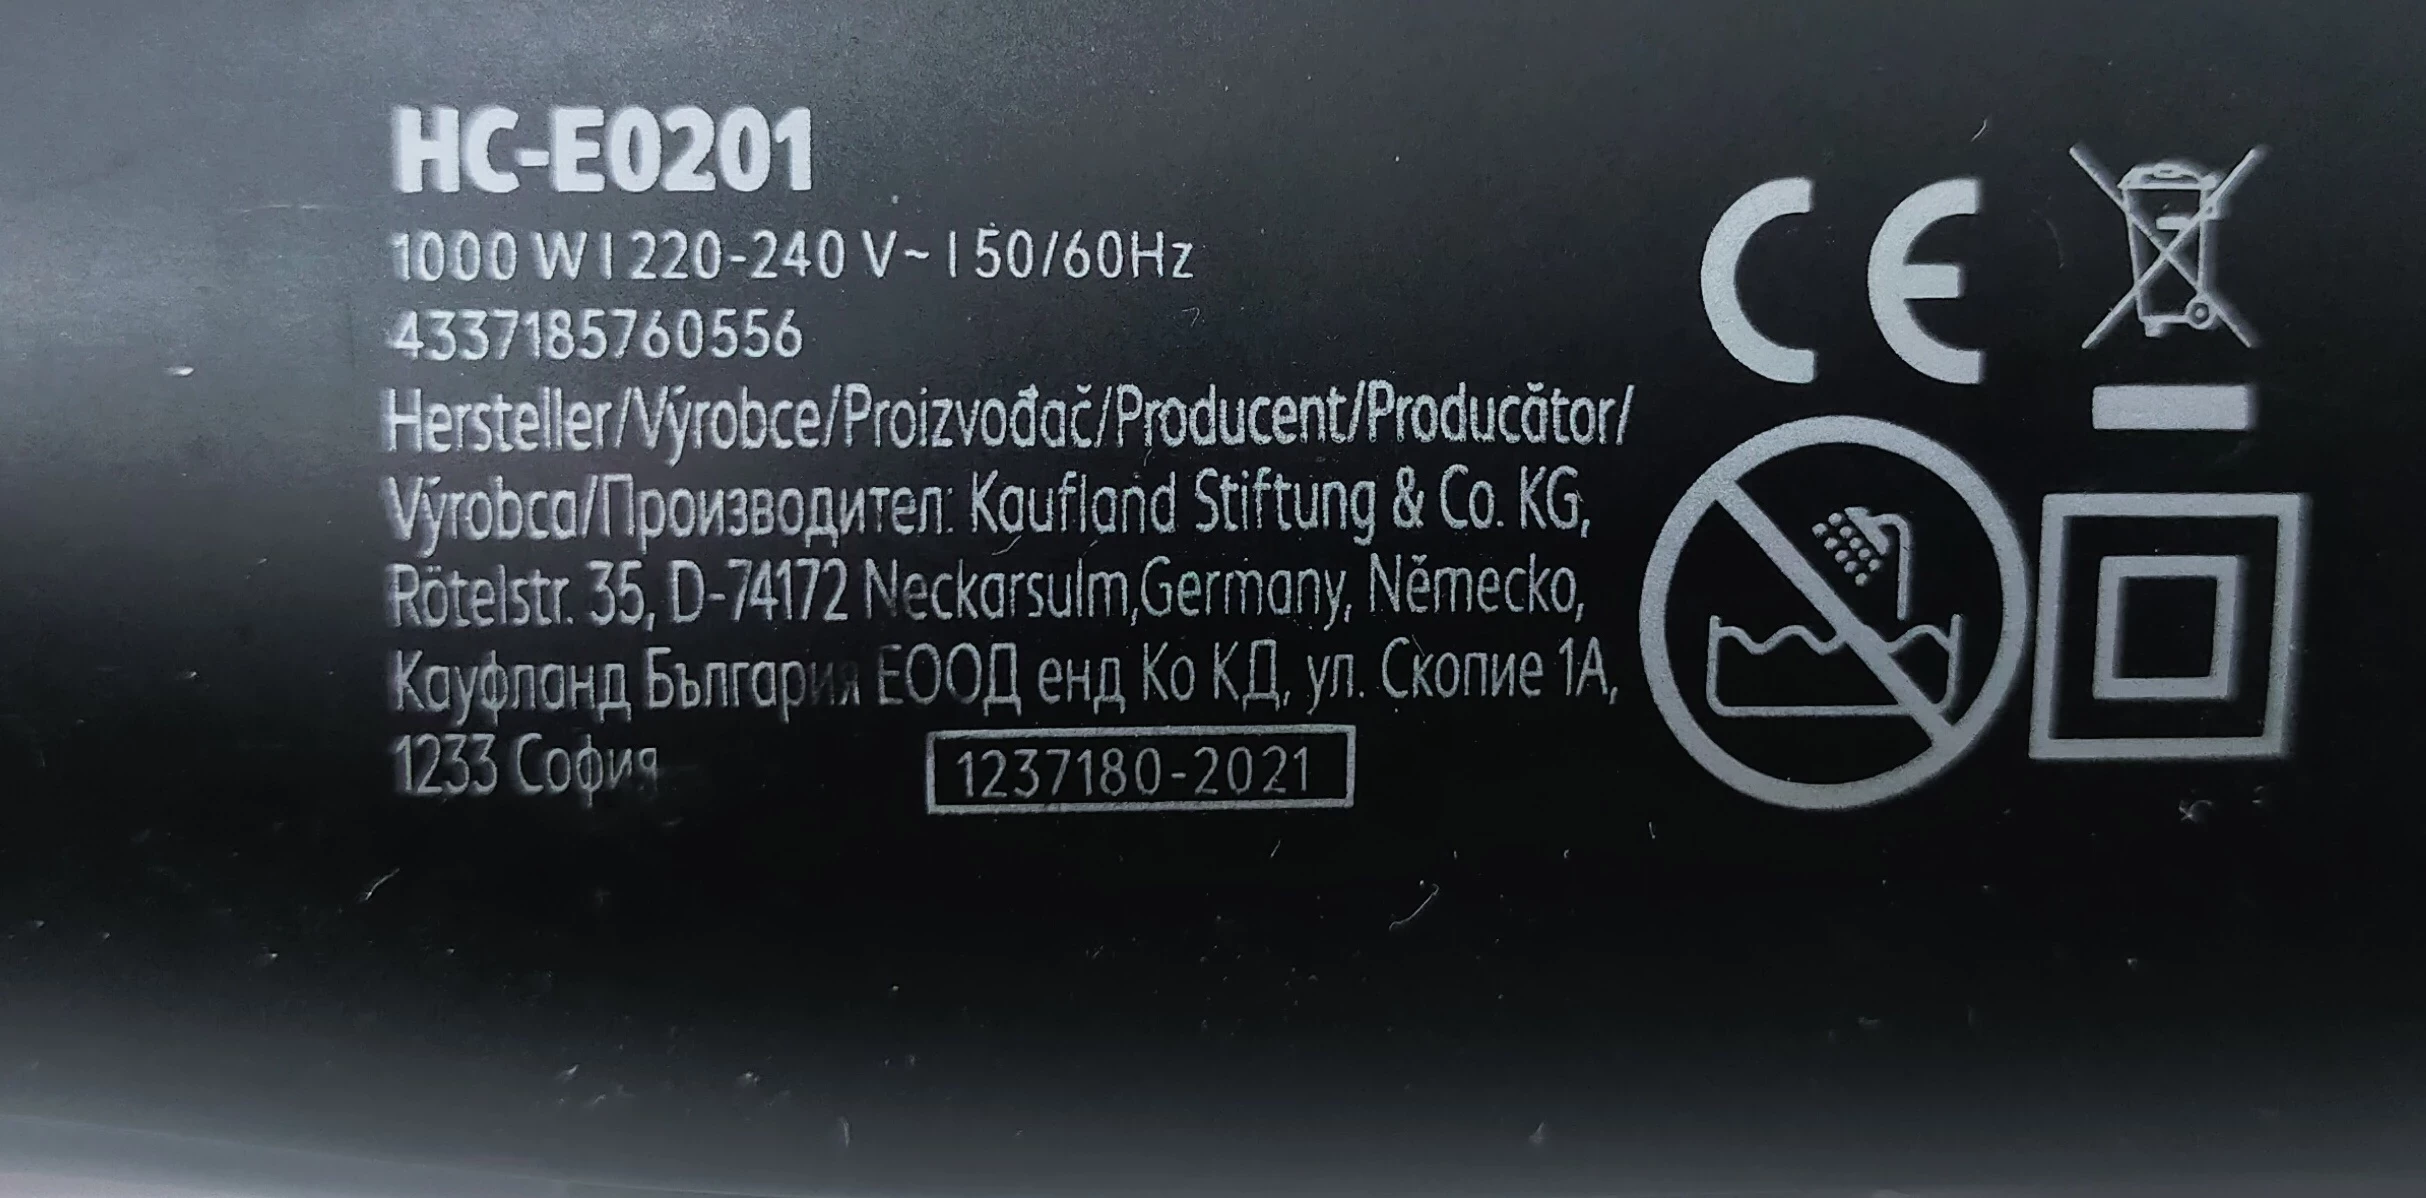 HC-E0201
1000 W I 220-240 V~ I 50/60Hz
4337185760556
Hersteller/Výrobce/Proizvođač/Producent/Producător/
Výrobca/Производител: Kaufland Stiftung & Co. KG,
Rötelstr. 35, D-74172 Neckarsulm,Germany, Německo,
Кауфланд България ЕООД енд Ко КД, ул. Скопие 1А,
1233 София
1237180-2021
CE